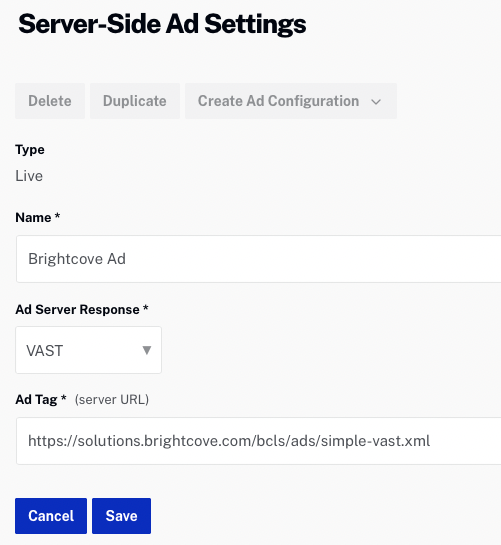 Server-Side Ad Settings
Delete Duplicate Create Ad Configuration
Type
Live
Name *
Brightcove Ad
Ad Server Response *
VAST
Ad Tag * (server URL)
https://solutions.brightcove.com/bcls/ads/simple-vast.xml
Cancel Save